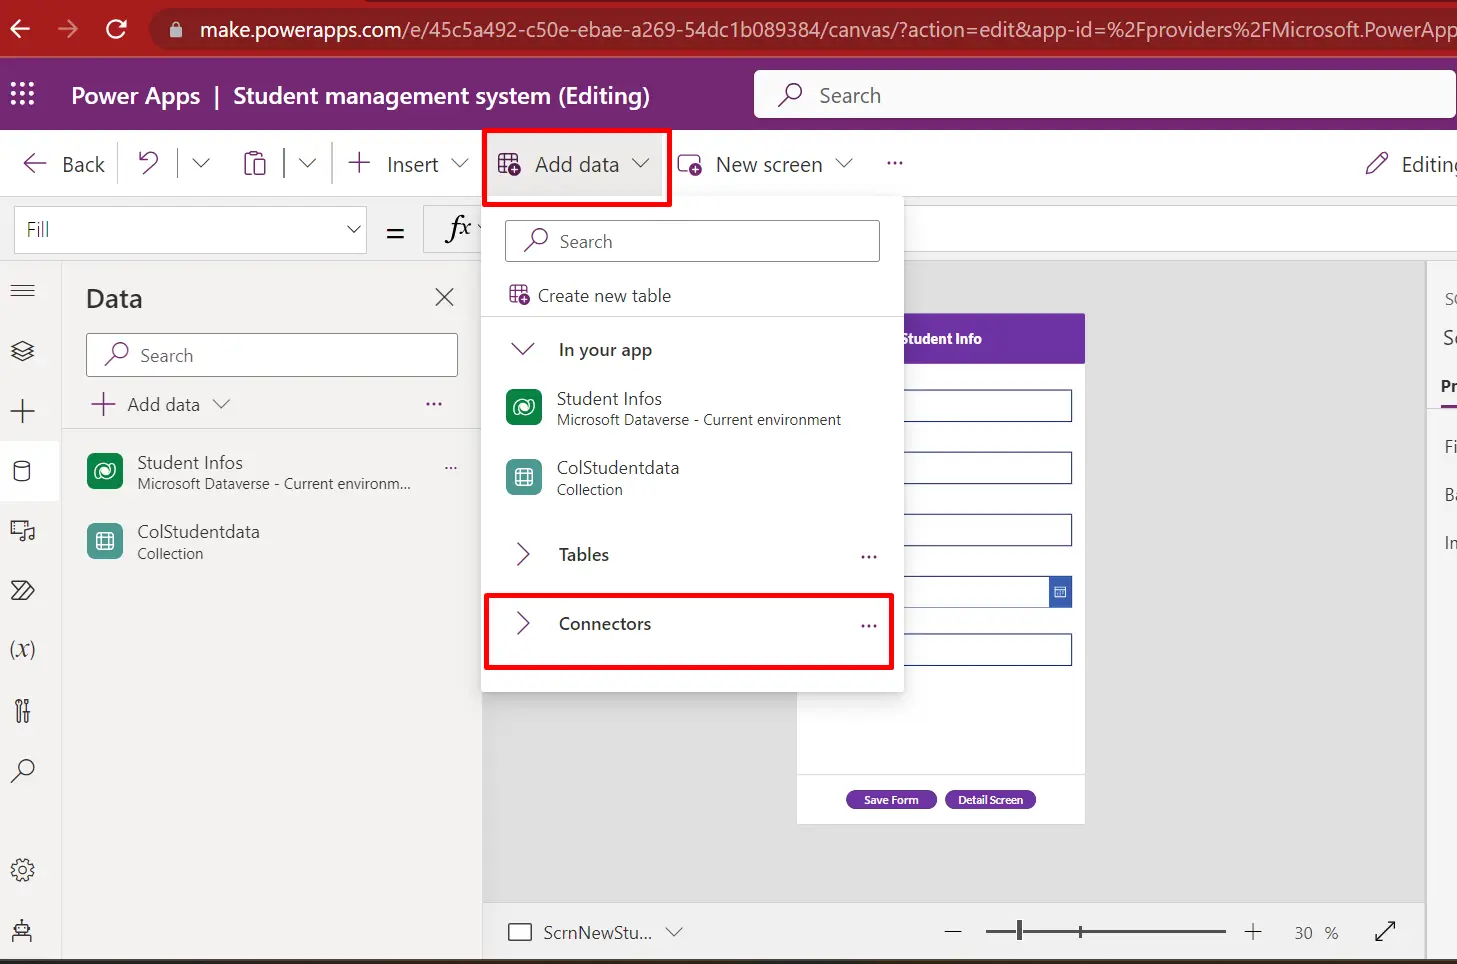 make.powerapps.com/e/45c5a492-c50e-ebae-a269-54dc1b089384/canvas/?action=edit&app-id=%2Fproviders%2FMicrosoft.PowerApp
Power Apps | Student management system (Editing)
Search
Back
Insert
Add data
New screen
...
Editing
Fill
=
fx
Data
Search
Add data
...
Student Infos
...
Microsoft Dataverse - Current environm...
ColStudentdata
Collection
(x)
Search
Create new table
In your app
Student Infos
Microsoft Dataverse - Current environment
ColStudentdata
Collection
Tables
...
Connectors
...
Student Info
Save Form
Detail Screen
ScrnNewStu...
30 %
Pr
Fi
Ba
In